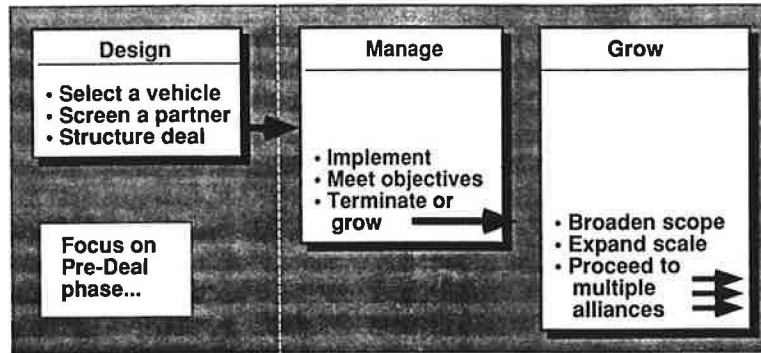 Design
• Select a vehicle
• Screen a partner
• Structure deal
Focus on
Pre-Deal
phase...
Manage
• Implement
• Meet objectives
• Terminate or
grow
Grow
• Broaden scope
• Expand scale
• Proceed to
multiple
alliances